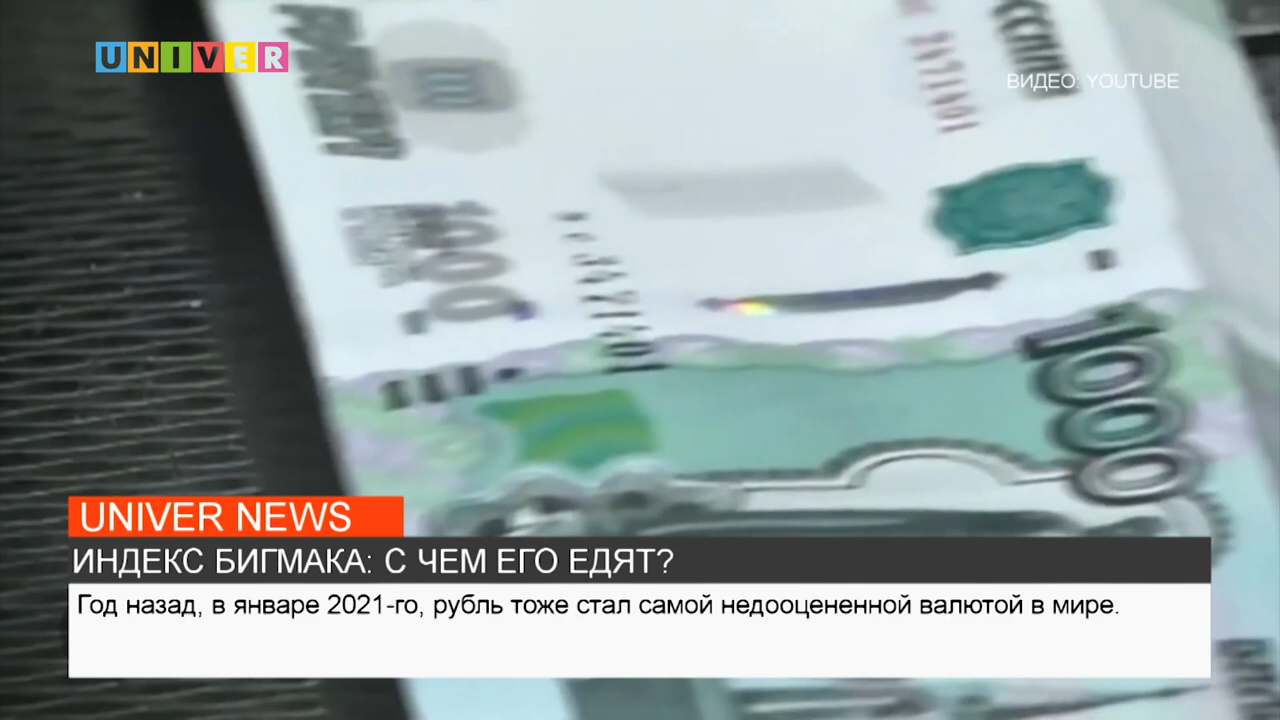 UNIVER
ВИДЕО: YOUTUBE
1000
1000
UNIVER NEWS
ИНДЕКС БИГМАКА: С ЧЕМ ЕГО ЕДЯТ?
Год назад, в январе 2021-го, рубль тоже стал самой недооцененной валютой в мире.